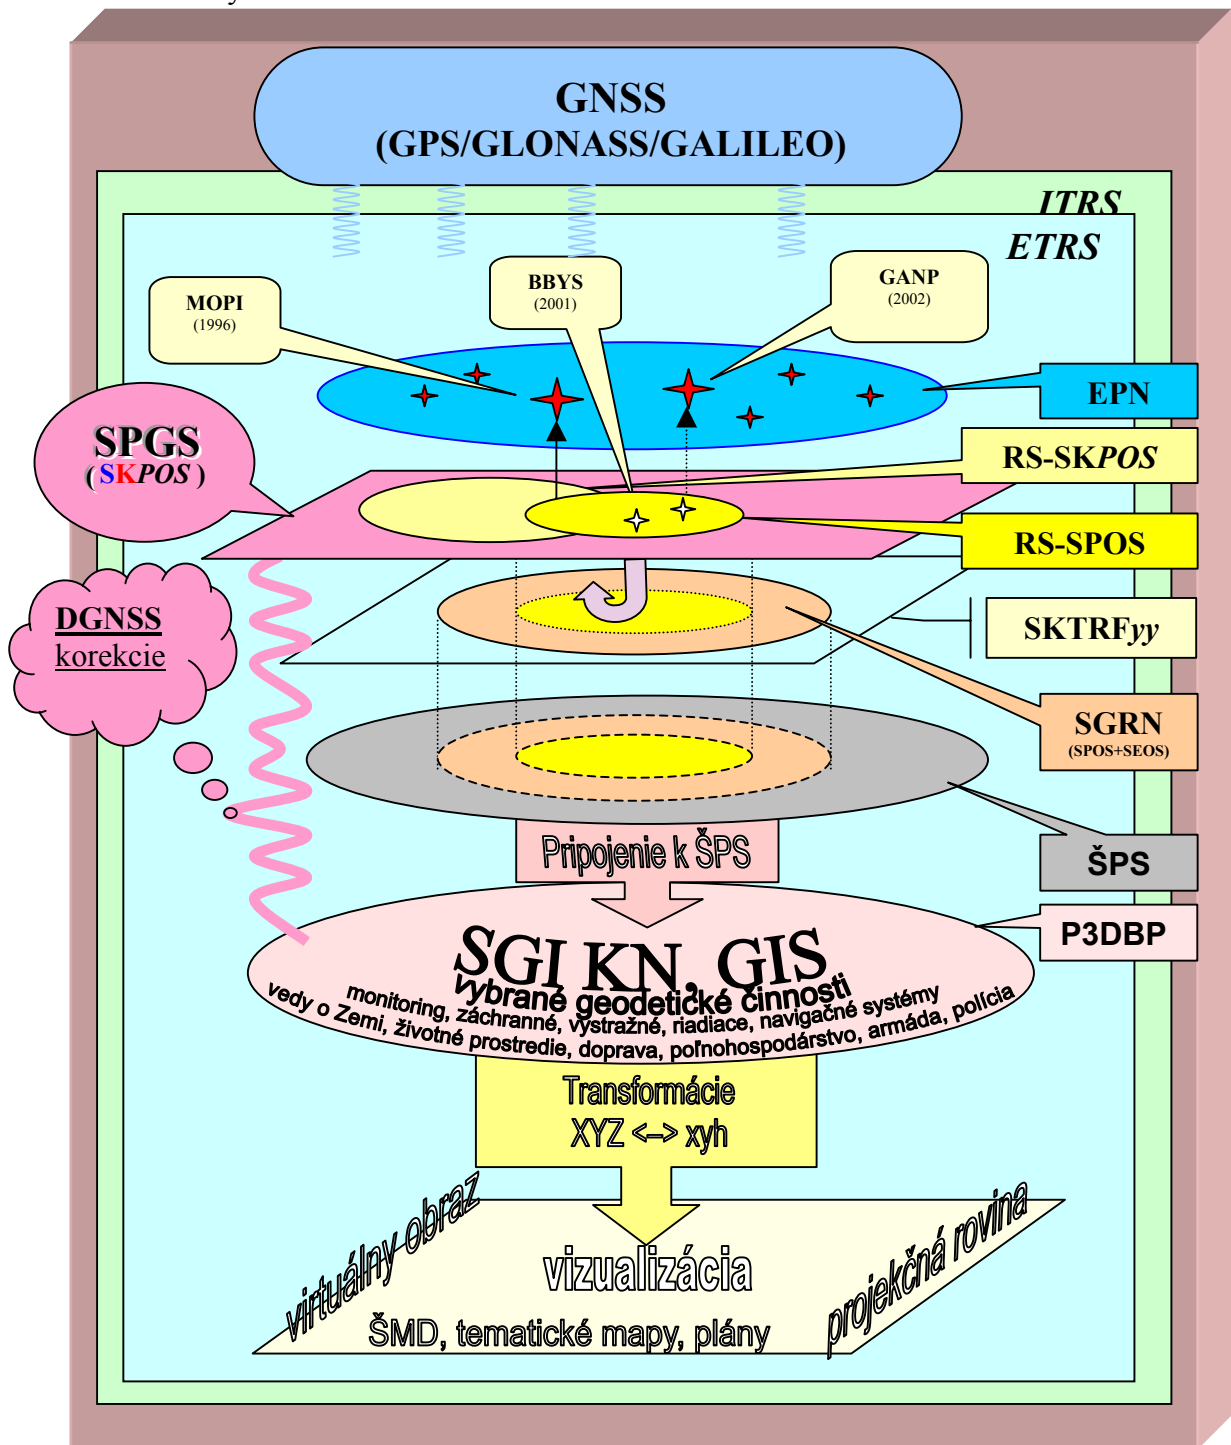 GNSS
(GPS/GLONASS/GALILEO)
ITRS
ETRS
MOPI
(1996)
BBYS
(2001)
GANP
(2002)
EPN
SPGS
(SKPOS)
RS-SKPOS
RS-SPOS
DGNSS
korekcie
SKTRFyy
SGRN
(SPOS+SEOS)
Pripojenie k ŠPS
ŠPS
P3DBP
SGI KN, GIS
vybrané geodetické činnosti
monitoring, záchranné, výstražné, riadiace, navigačné systémy
vedy o Zemi, životné prostredie, doprava, poľnohospodárstvo, armáda, polícia
Transformácie
XYZ <–> xyh
virtuálny obraz
vizualizácia
projekčná rovina
ŠMD, tematické mapy, plány